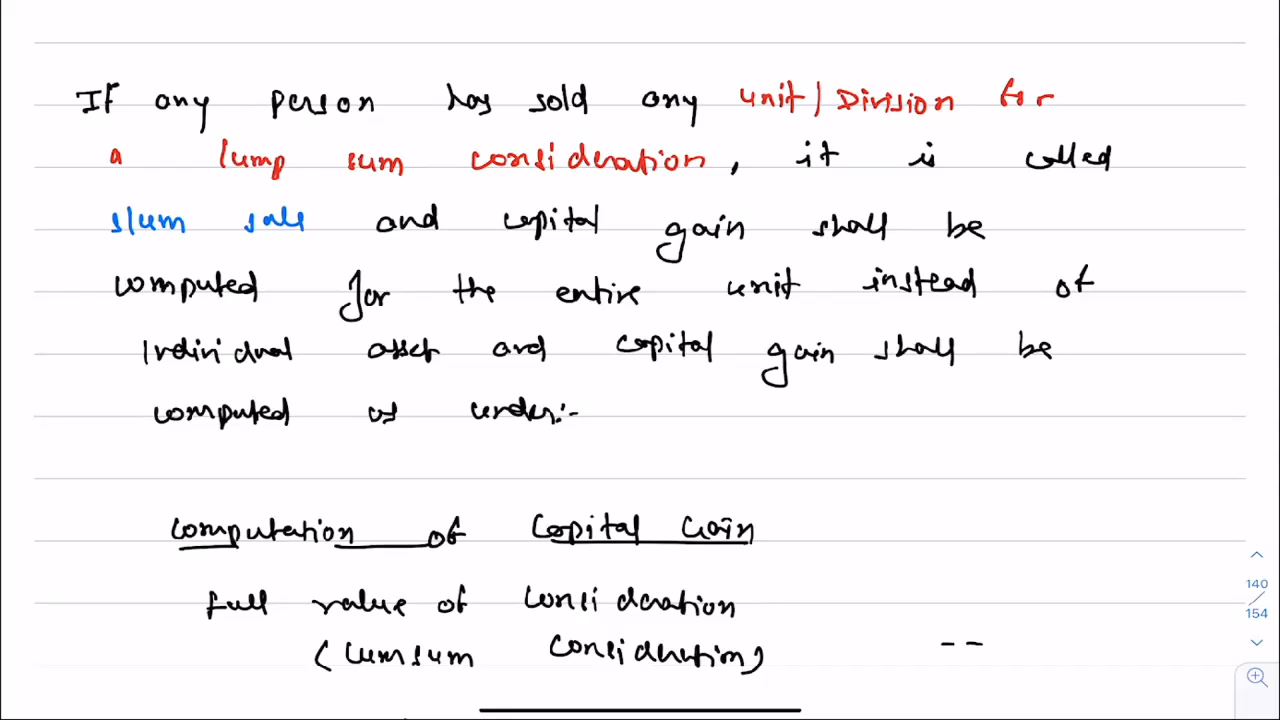 If any person has sold any unit/Division for
a lump sum consideration, it is called
slum sale and capital gain shall be
computed for the entire unit instead of
Individual asset and capital gain shall be
computed as under:-
computation of Capital Gain
full value of consideration
(Lumsum consideration) --
140
/
154